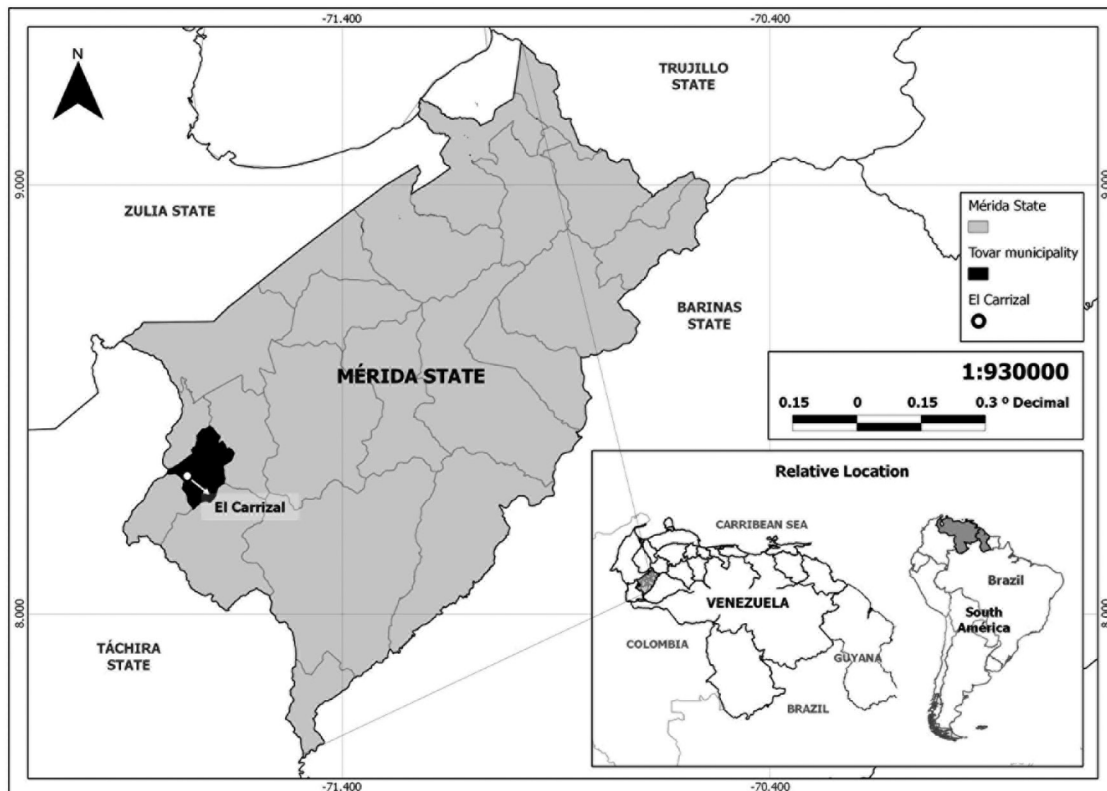 -71.400
-70.400
N
TRUJILLO
STATE
9.000
9.000
ZULIA STATE
Mérida State
Tovar municipality
El Carrizal
BARINAS
STATE
MÉRIDA STATE
1:930000
0.15
0
0.15
0.3 º Decimal
El Carrizal
Relative Location
CARRIBEAN SEA
Brazil
VENEZUELA
South
América
8.000
8.000
TÁCHIRA
STATE
COLOMBIA
GUYANA
BRAZIL
-71.400
-70.400